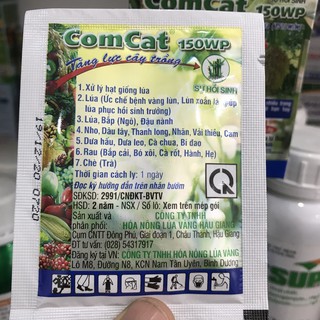 ComCat 150WP
Năng lực cây trồng
SỰ HỒI SINH
1. Xử lý hạt giống lúa
2. Lúa (Ức chế bệnh vàng lùn, Lùn xoắn lá giúp
lúa phục hồi sinh trưởng)
3. Lúa, Bắp (Ngô), Đậu nành
4. Nho, Dâu tây, Thanh long, Nhãn, Vải thiều, Cam
5. Dưa hấu, Dưa leo, Cà chua, Bí đao
6. Rau (Bắp cải, Bó xôi, Cà rốt, Hành, Hẹ)
7. Chè (Trà)
Thời gian cách ly: 1 ngày
Đọc kỹ hướng dẫn trên nhãn bướm
SĐKSD: 2991/CNĐKT-BVTV
HSD: 2 năm - NSX / Số lô: Xem trên mép gói
Sản xuất và
phân phối:
CÔNG TY TNHH
HÓA NÔNG LÚA VÀNG HẬU GIANG
Cụm CNTT Đông Phú, Giai đoạn 1, Châu Thành, Hậu Giang
ĐT tư vấn: (028) 54317917
Đăng ký tại VN: CÔNG TY TNHH HÓA NÔNG LÚA VÀNG
Lô M8, Đường N8, KCN Nam Tân Uyên, Bình Dương
19/12/20 0720
SUP